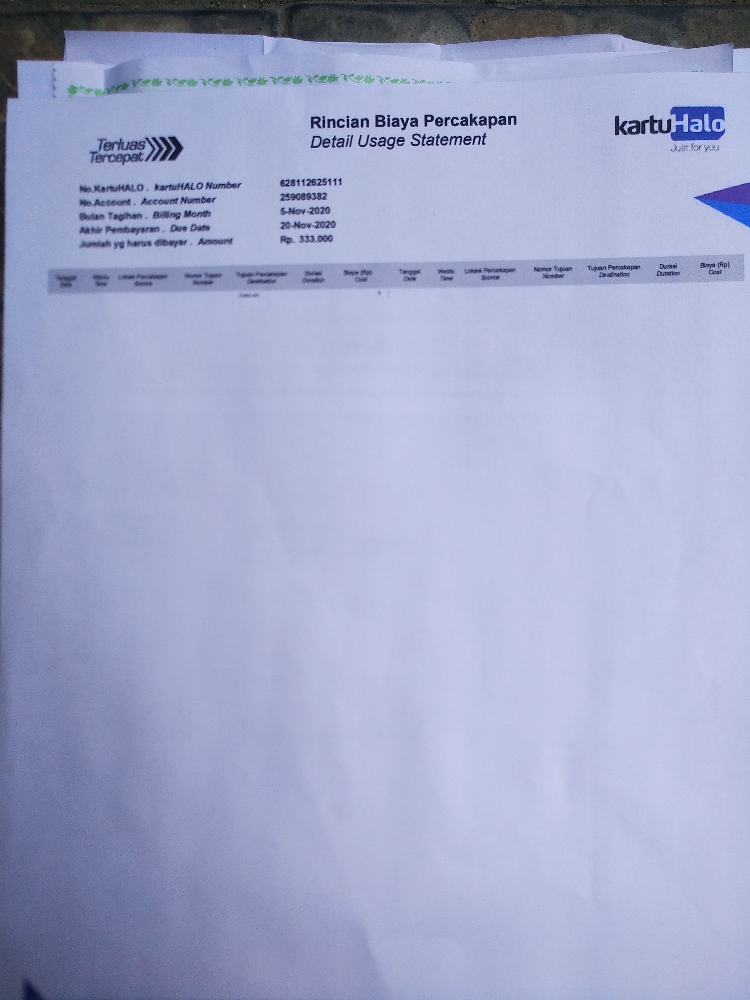 Terluas
Tercepat
Rincian Biaya Percakapan
Detail Usage Statement
kartuHalo
Just for you
No.KartuHALO . kartuHALO Number 628112625111
No.Account . Account Number 259089382
Bulan Tagihan . Billing Month 5-Nov-2020
Akhir Pembayaran . Due Date 20-Nov-2020
Jumlah yg harus dibayar . Amount Rp. 333.000
Tanggal Waktu Lokasi Percakapan Nomor Tujuan Tujuan Percakapan Durasi Biaya (Rp) Tanggal Waktu Lokasi Percakapan Nomor Tujuan Tujuan Percakapan Durasi Biaya (Rp)
Date Time Source Number Destination Duration Cost Date Time Source Number Destination Duration Cost